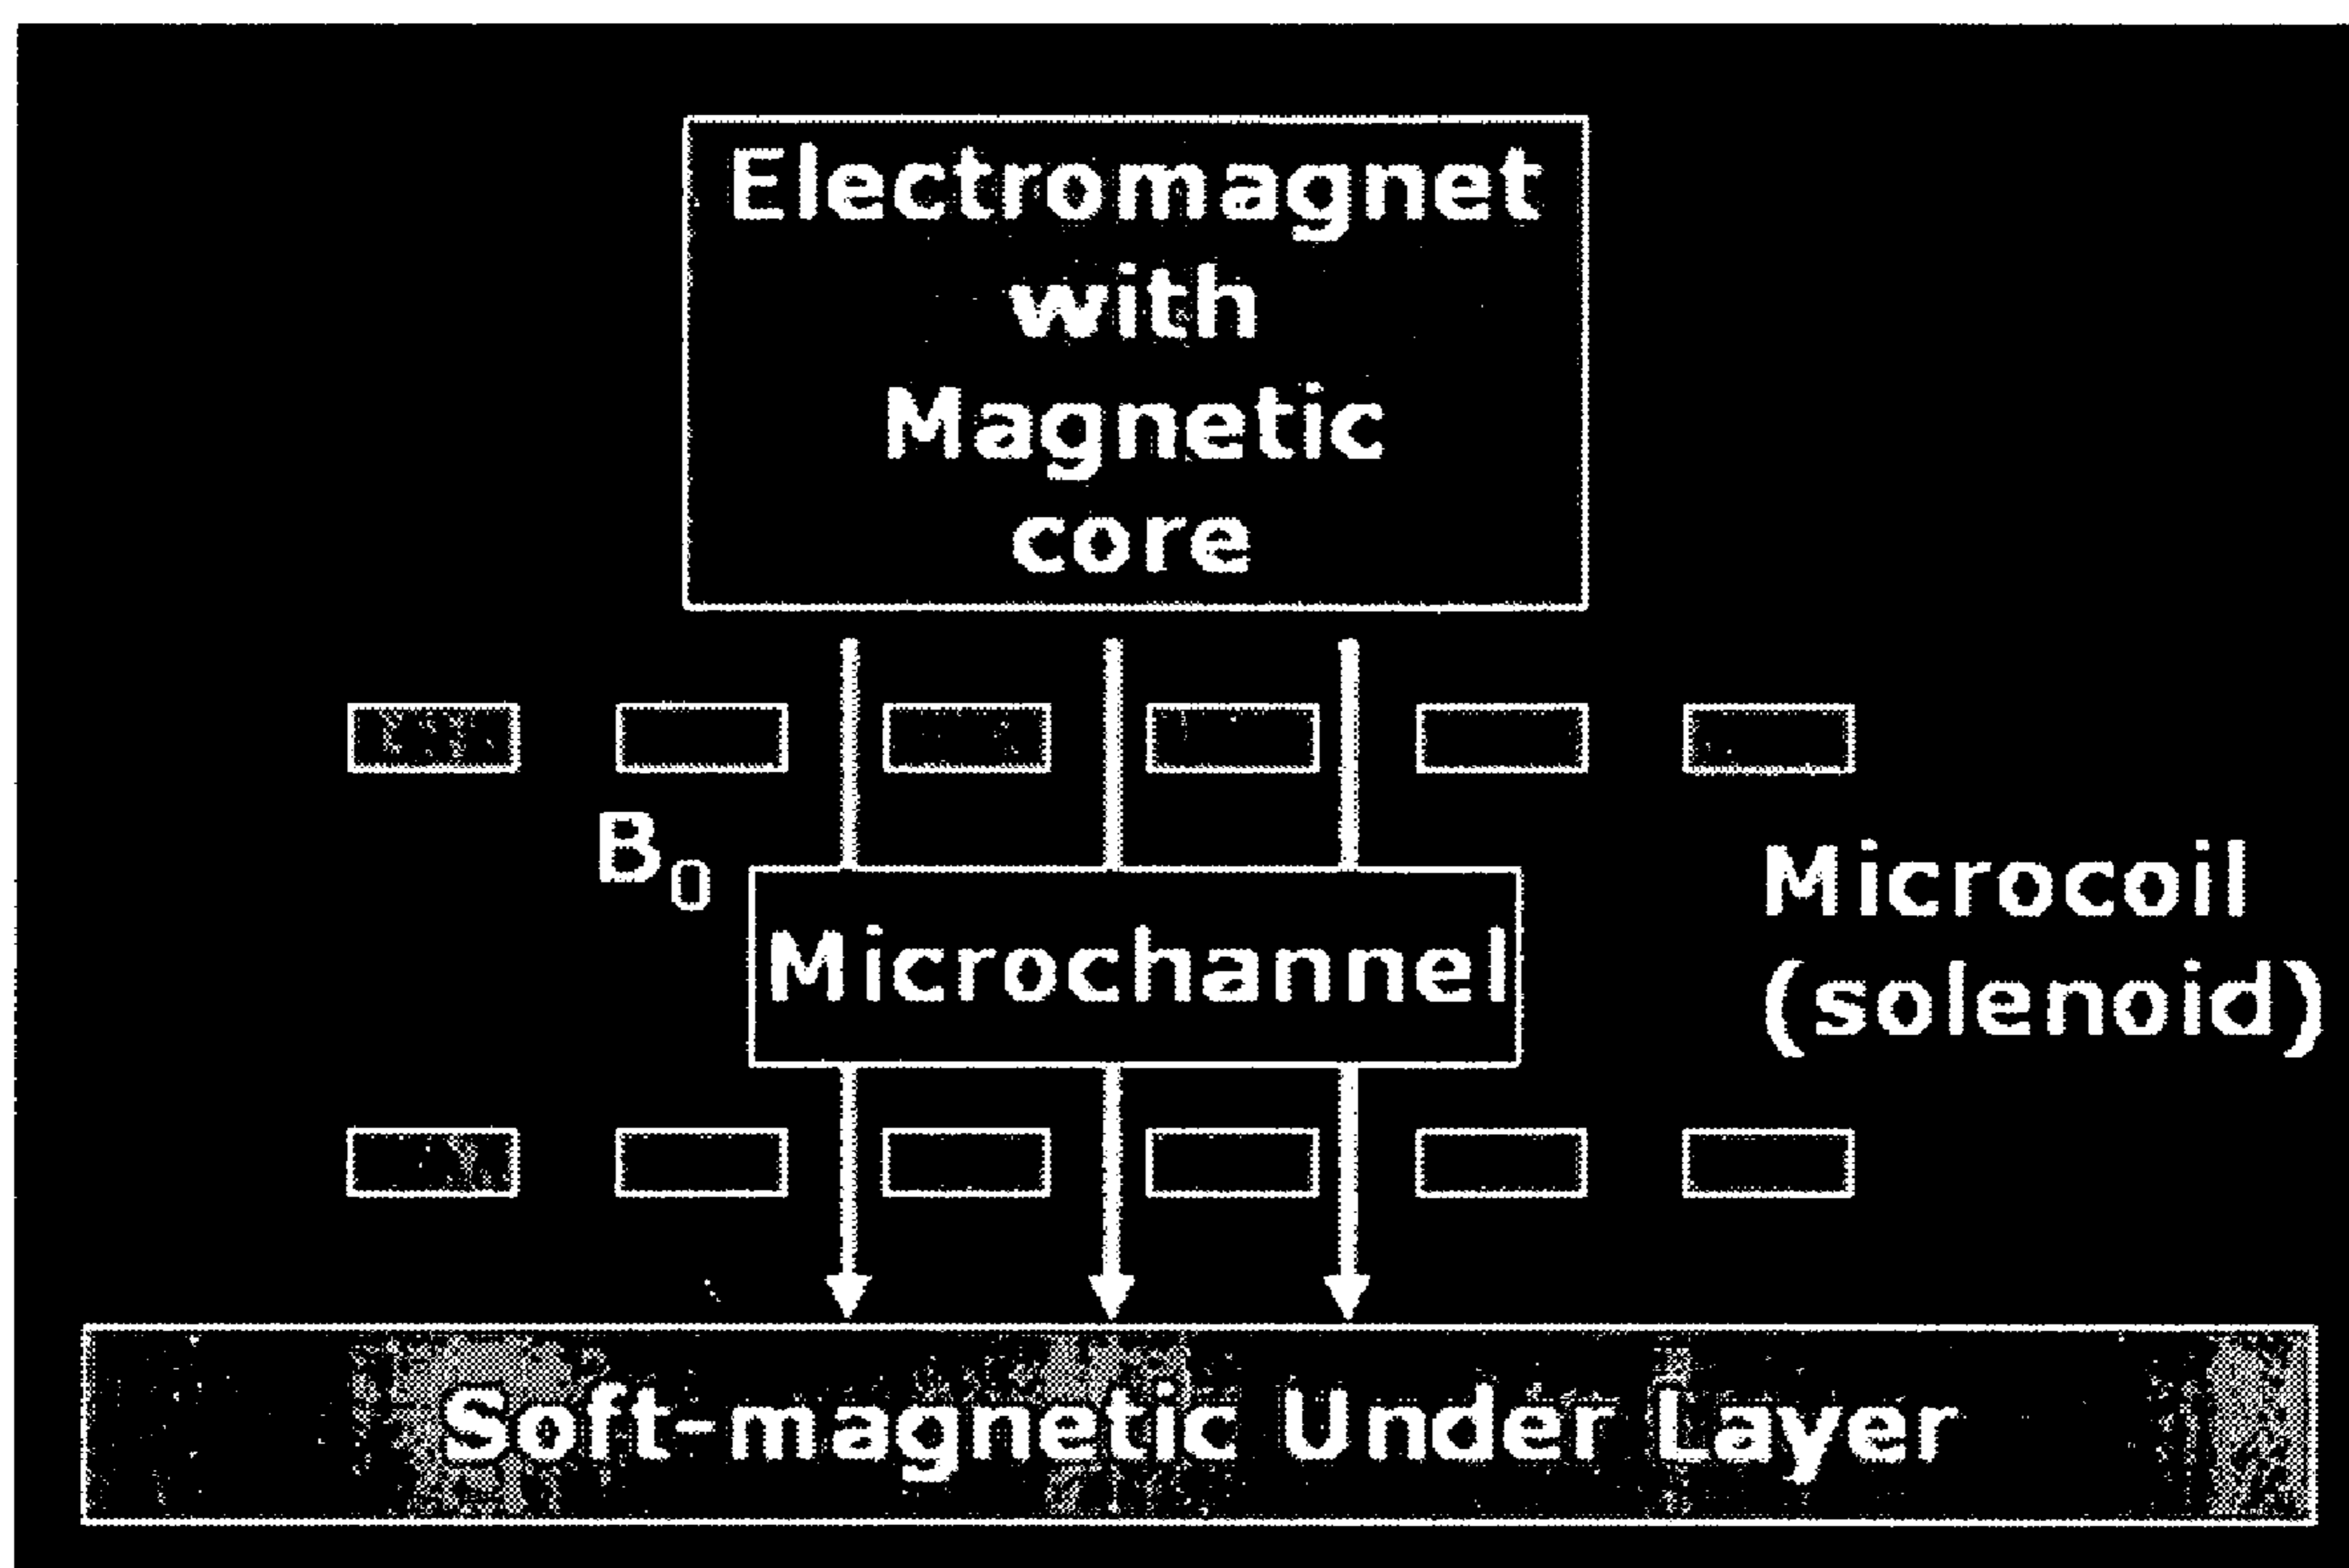 Electromagnet
with
Magnetic
core
B₀
Microchannel
Microcoil
(solenoid)
Soft-magnetic Under Layer